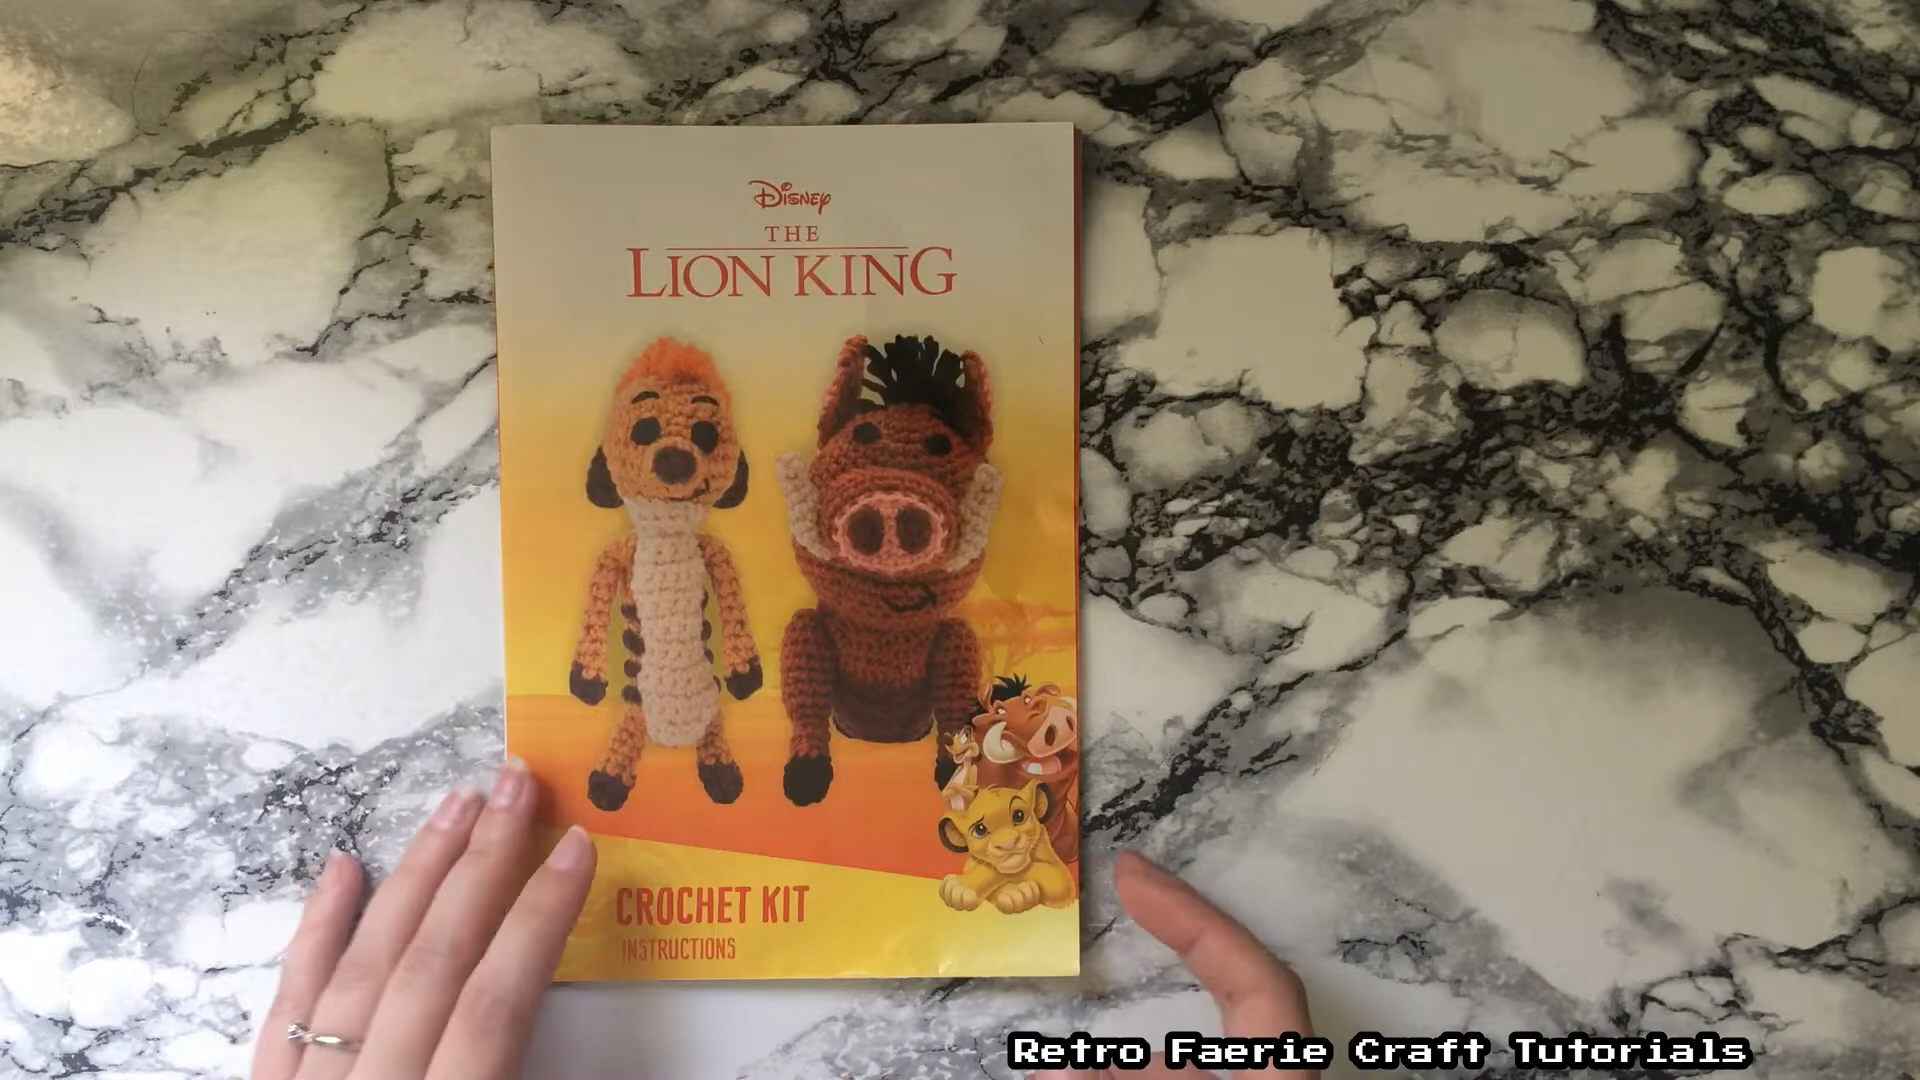 Disney
THE
LION KING
CROCHET KIT
INSTRUCTIONS
Retro Faerie Craft Tutorials